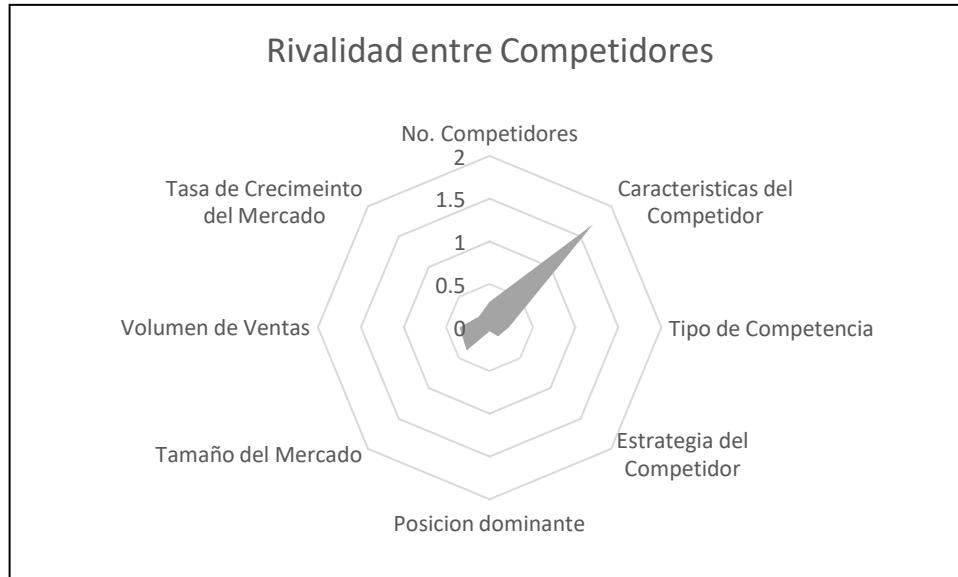 Rivalidad entre Competidores
No. Competidores
2
1.5
1
0.5
0
Caracteristicas del
Competidor
Tipo de Competencia
Estrategia del
Competidor
Posicion dominante
Tamaño del Mercado
Volumen de Ventas
Tasa de Crecimeinto
del Mercado